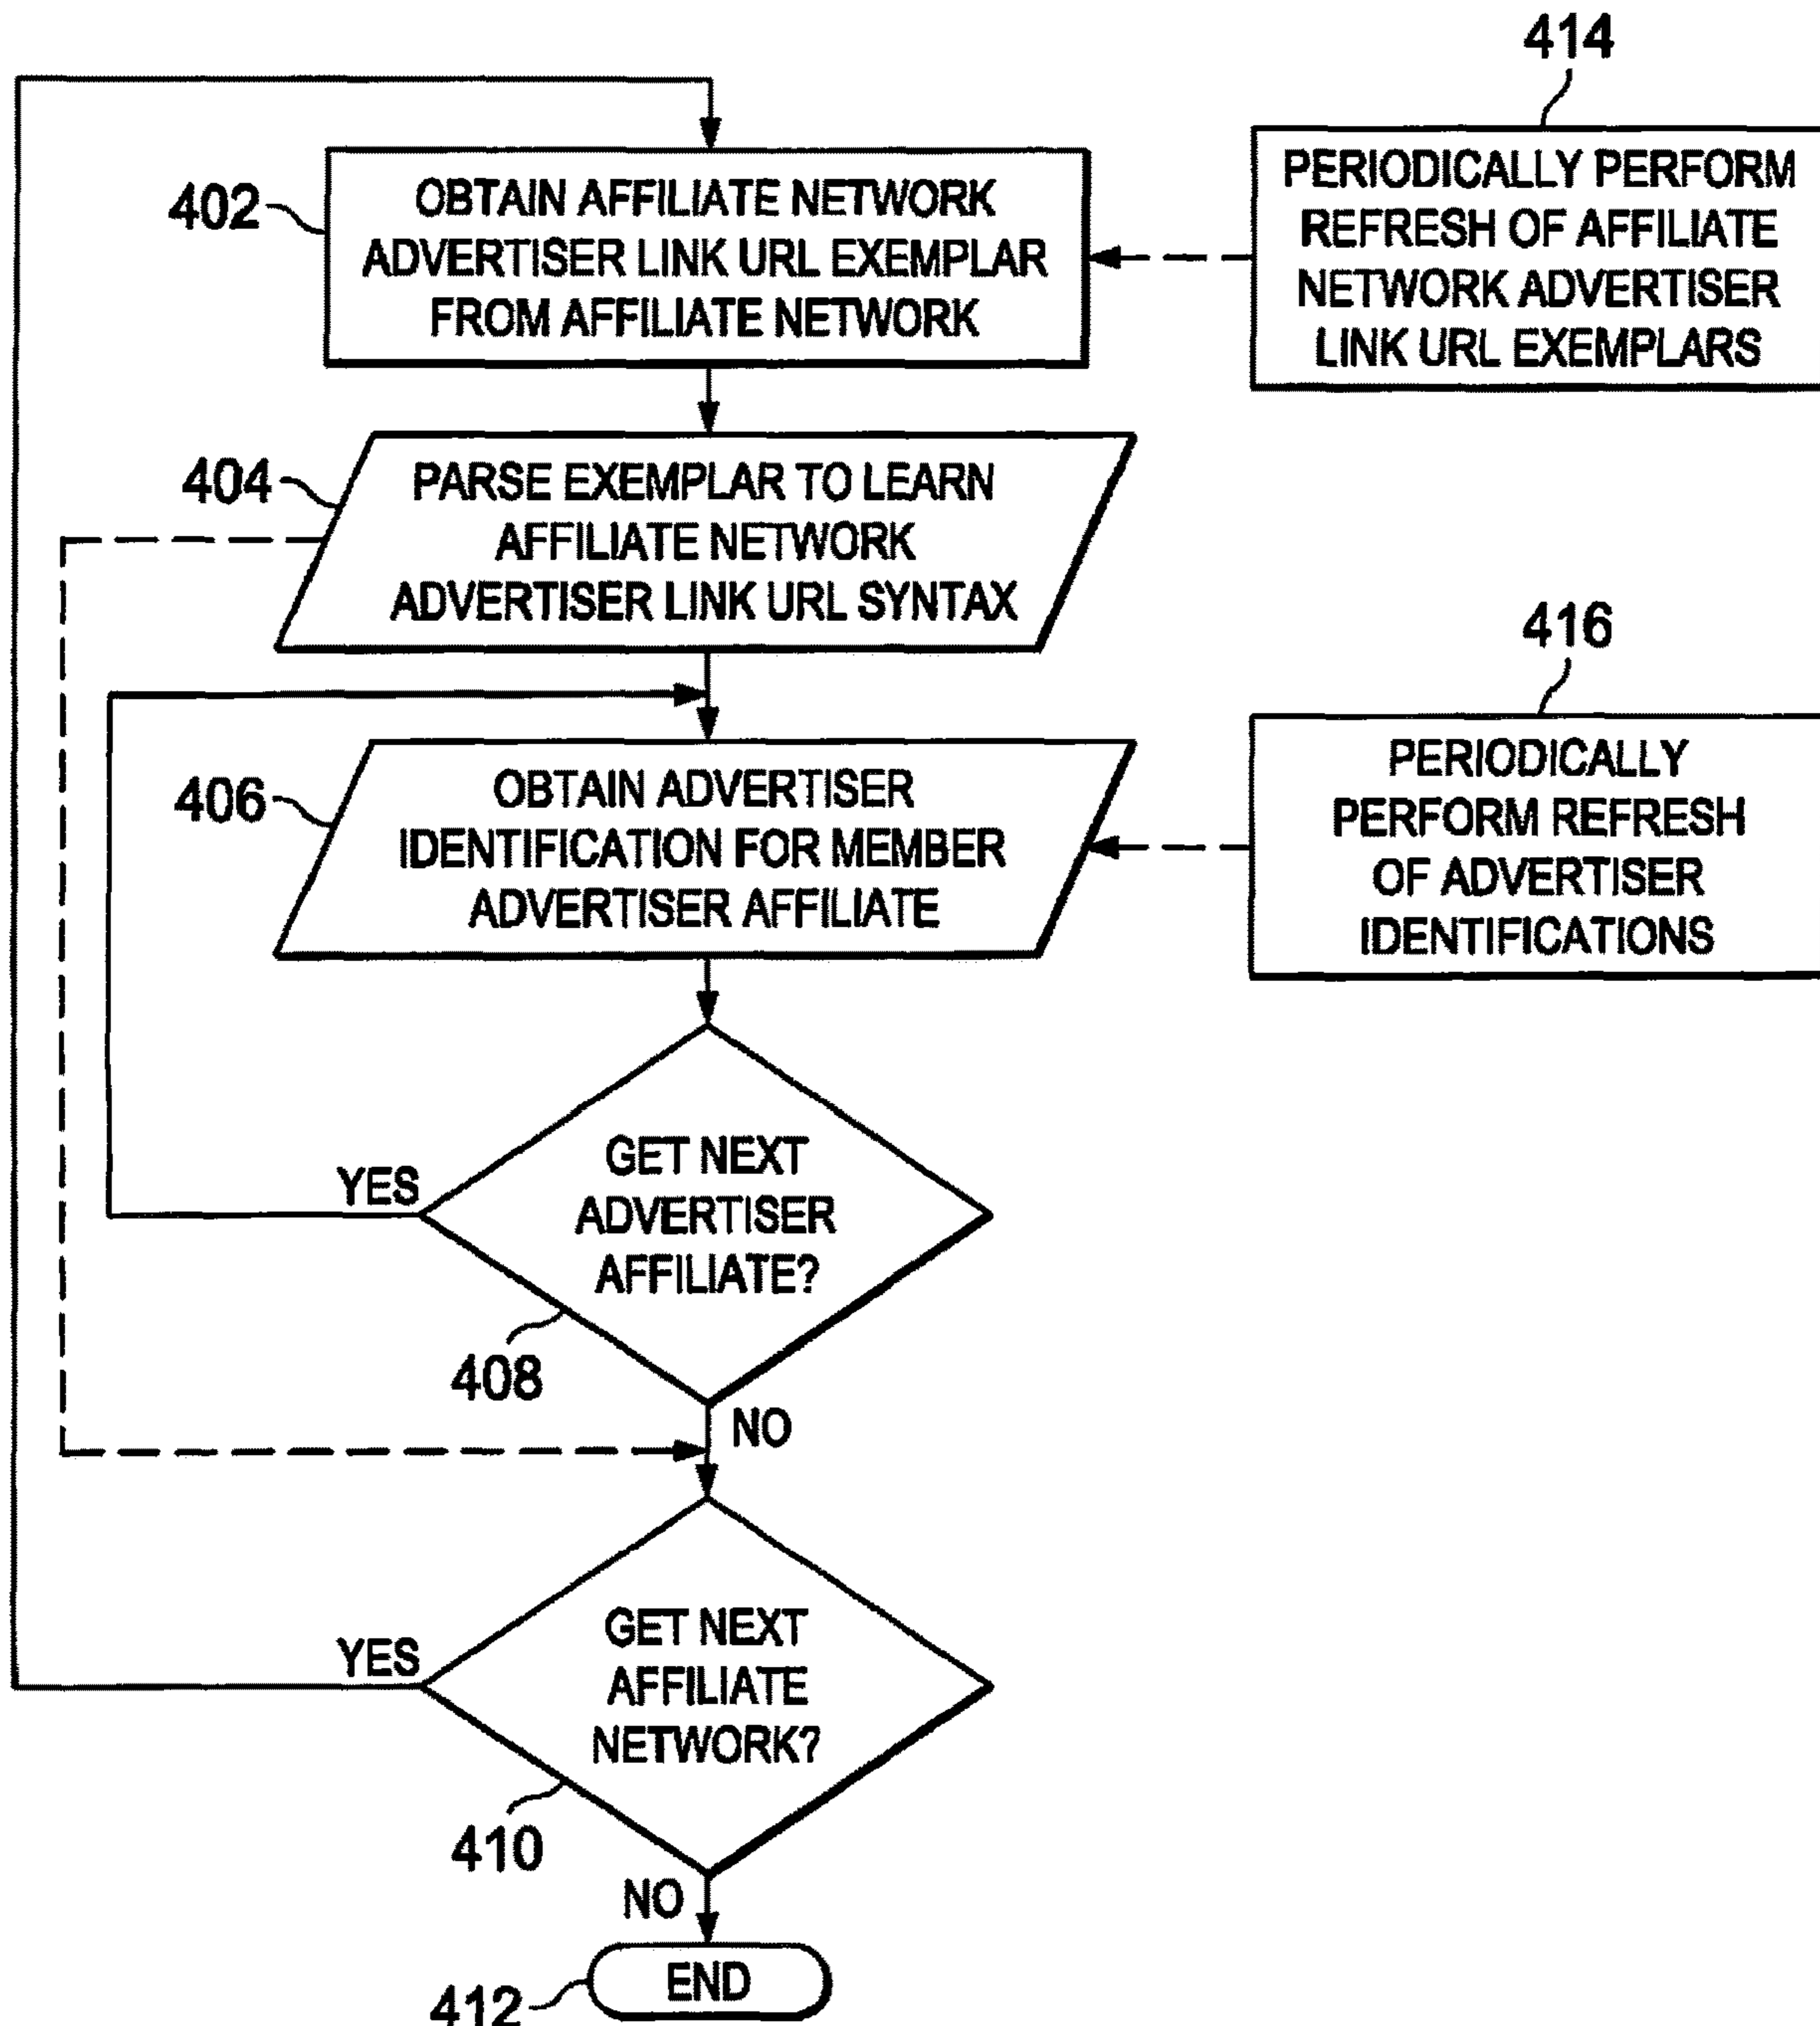 414
402
OBTAIN AFFILIATE NETWORK
ADVERTISER LINK URL EXEMPLAR
FROM AFFILIATE NETWORK
PERIODICALLY PERFORM
REFRESH OF AFFILIATE
NETWORK ADVERTISER
LINK URL EXEMPLARS
404
PARSE EXEMPLAR TO LEARN
AFFILIATE NETWORK
ADVERTISER LINK URL SYNTAX
416
406
OBTAIN ADVERTISER
IDENTIFICATION FOR MEMBER
ADVERTISER AFFILIATE
PERIODICALLY
PERFORM REFRESH
OF ADVERTISER
IDENTIFICATIONS
YES
GET NEXT
ADVERTISER
AFFILIATE?
408
NO
YES
GET NEXT
AFFILIATE
NETWORK?
410
NO
END
412